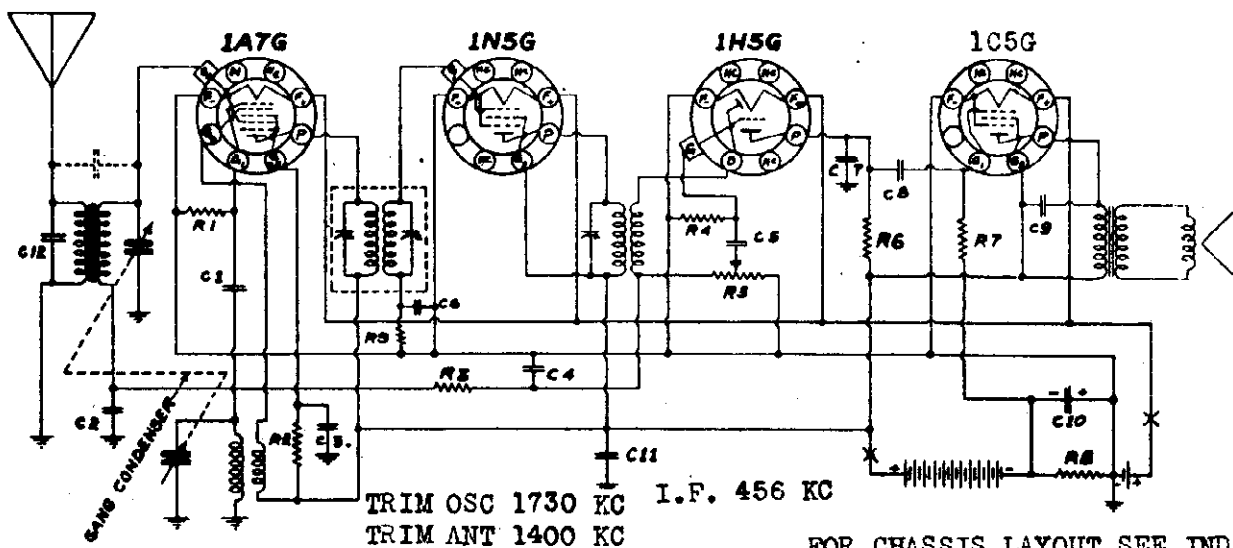 1A7G
1N5G
1H5G
1C5G
C12
R1
C1
C2
GANG CONDENSER
R2
C3.
R3
C4
C6
R9
C11
R4
C5
R3
C7
C8
R6
R7
C9
C10
R8
TRIM OSC 1730 KC
I.F. 456 KC
TRIM ANT 1400 KC
FOR CHASSIS LAYOUT SEE IND